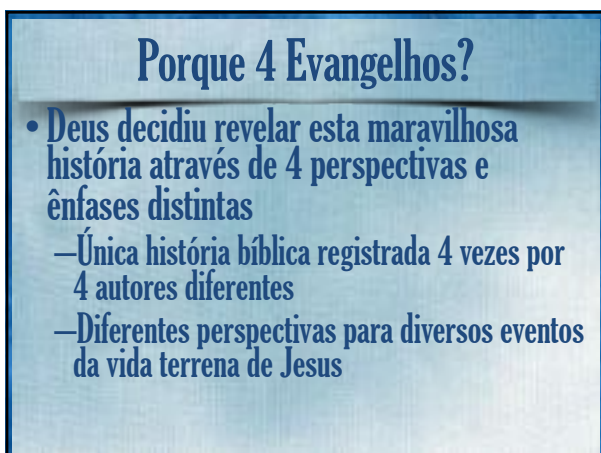 Porque 4 Evangelhos?
• Deus decidiu revelar esta maravilhosa
história através de 4 perspectivas e
ênfases distintas
–Única história bíblica registrada 4 vezes por
4 autores diferentes
–Diferentes perspectivas para diversos eventos
da vida terrena de Jesus